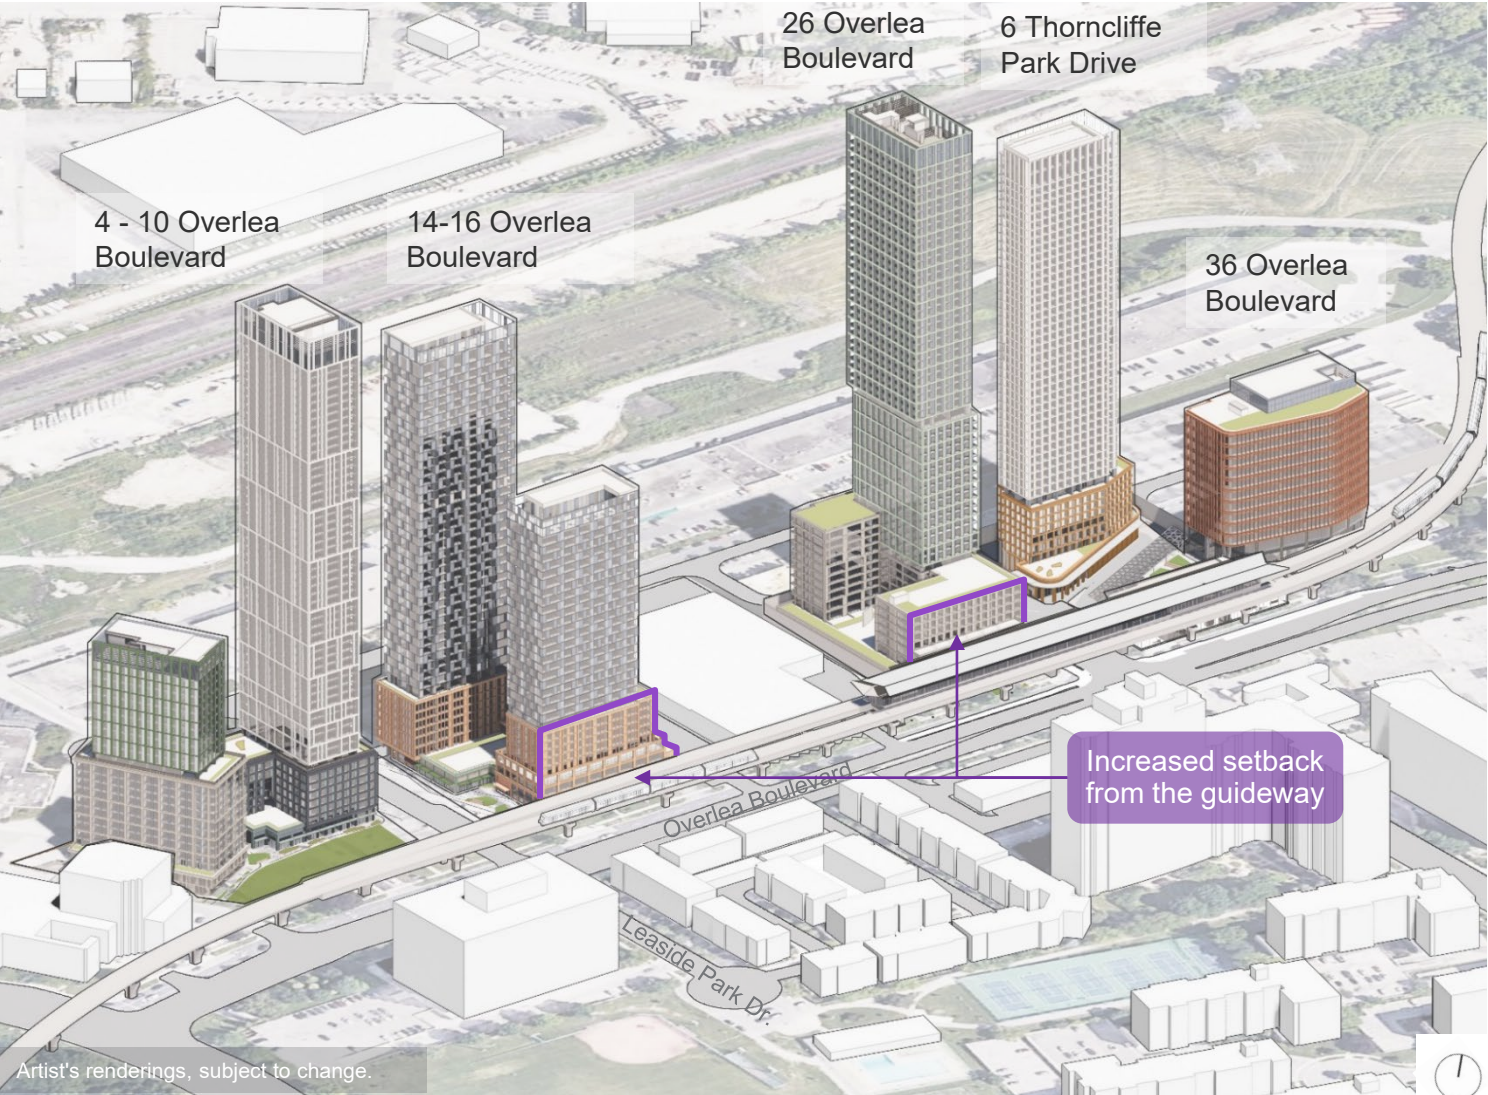 26 Overlea
Boulevard
6 Thorncliffe
Park Drive
4 - 10 Overlea
Boulevard
14-16 Overlea
Boulevard
36 Overlea
Boulevard
Increased setback
from the guideway
Overlea Boulevard
Leaside Park Dr.
Artist's renderings, subject to change.